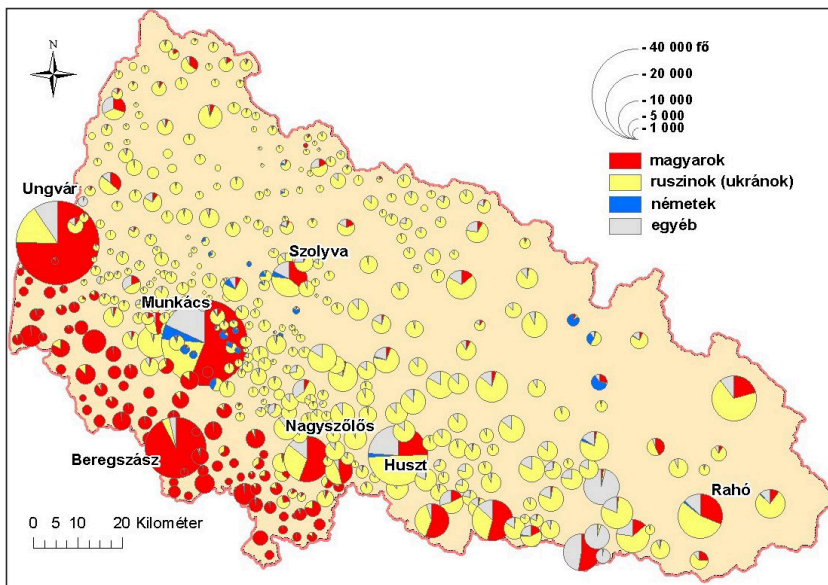 N
- 40 000 fő
- 20 000
- 10 000
- 5 000
- 1 000
magyarok
ruszinok (ukránok)
németek
egyéb
Ungvár
Szolyva
Munkács
Nagyszőlős
Beregszász
Huszt
Rahó
0 5 10 20 Kilométer